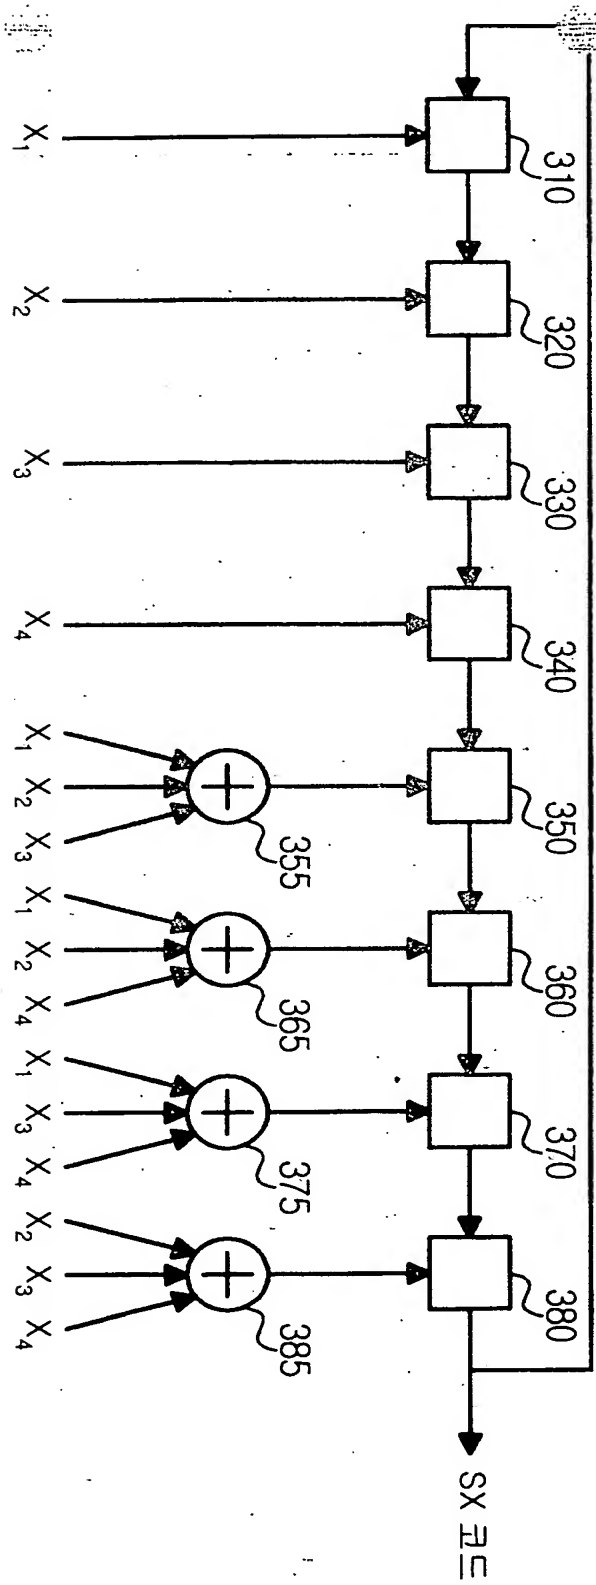 310
320
330
340
350
360
370
380
SX 코드
355
365
375
385
X₁
X₂
X₃
X₄
X₁ X₂ X₃
X₁ X₂ X₄
X₁ X₃ X₄
X₂ X₃ X₄